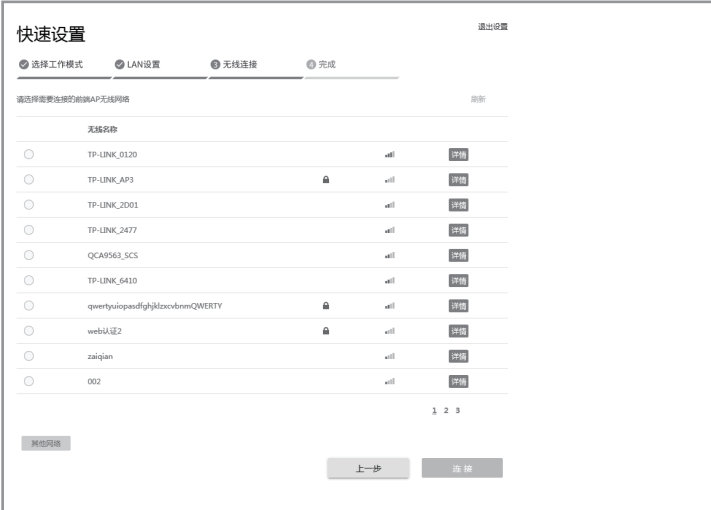 快速设置
退出设置
选择工作模式 LAN设置 3 无线连接 4 完成
请选择需要连接的前端AP无线网络 刷新
无线名称
TP-LINK_0120 详情
TP-LINK_AP3 详情
TP-LINK_2D01 详情
TP-LINK_2477 详情
QCA9563_SCS 详情
TP-LINK_6410 详情
qwertyuiopasdfghjklzxcvbnmQWERTY 详情
web认证2 详情
zaiqian 详情
002 详情
1 2 3
其他网络
上一步 连 接